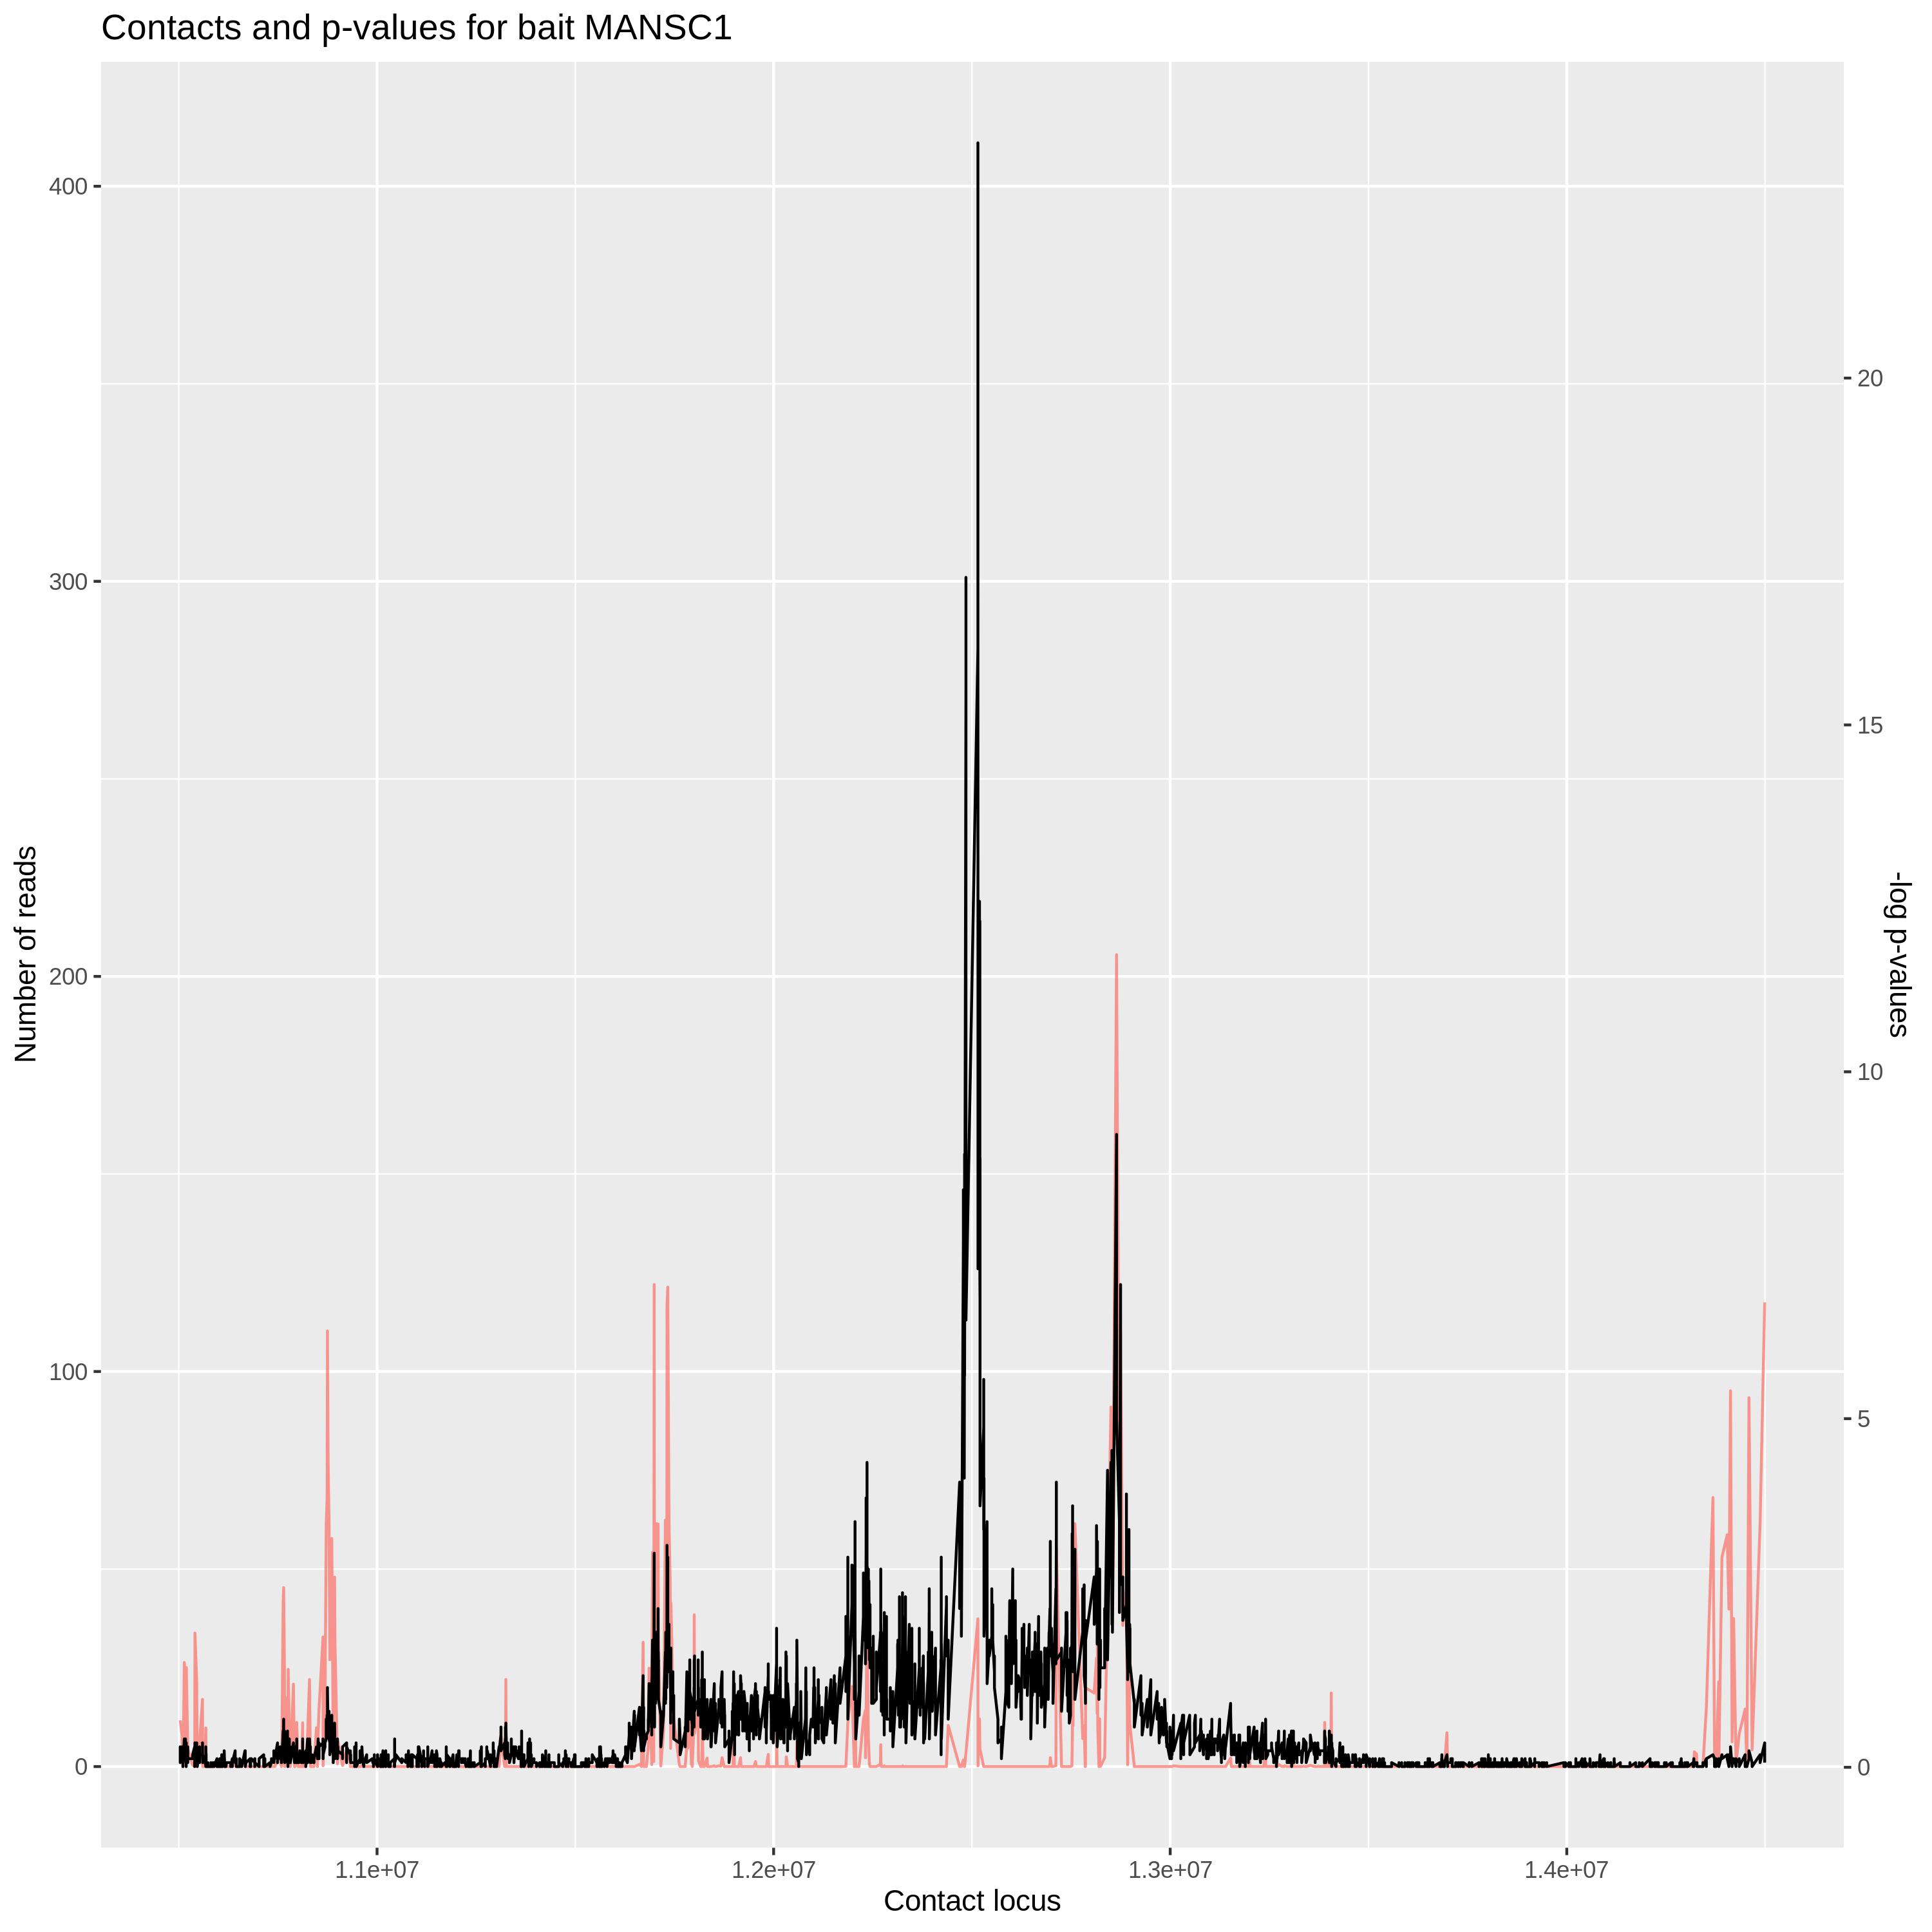 Contacts and p-values for bait MANSC1
400
300
200
100
0
Number of reads
20
15
10
5
0
-log p-values
1.1e+07
1.2e+07
1.3e+07
1.4e+07
Contact locus